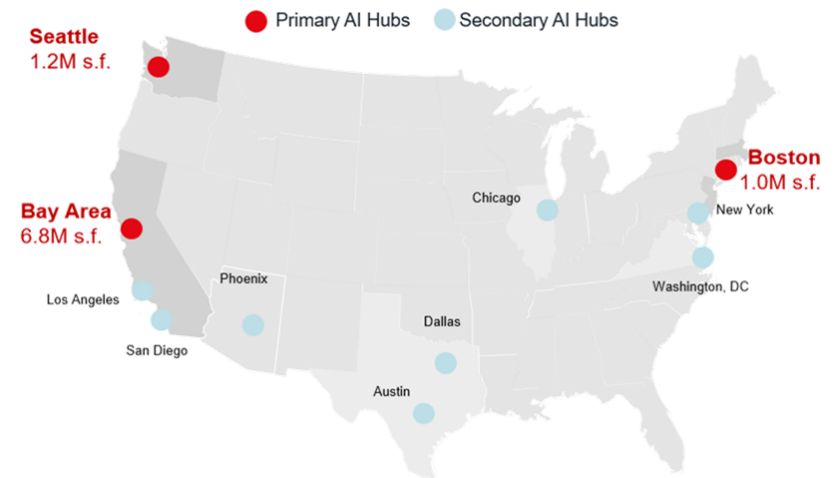 Primary AI Hubs
Secondary AI Hubs
Seattle
1.2M s.f.
Boston
1.0M s.f.
Chicago
New York
Bay Area
6.8M s.f.
Phoenix
Washington, DC
Los Angeles
Dallas
San Diego
Austin